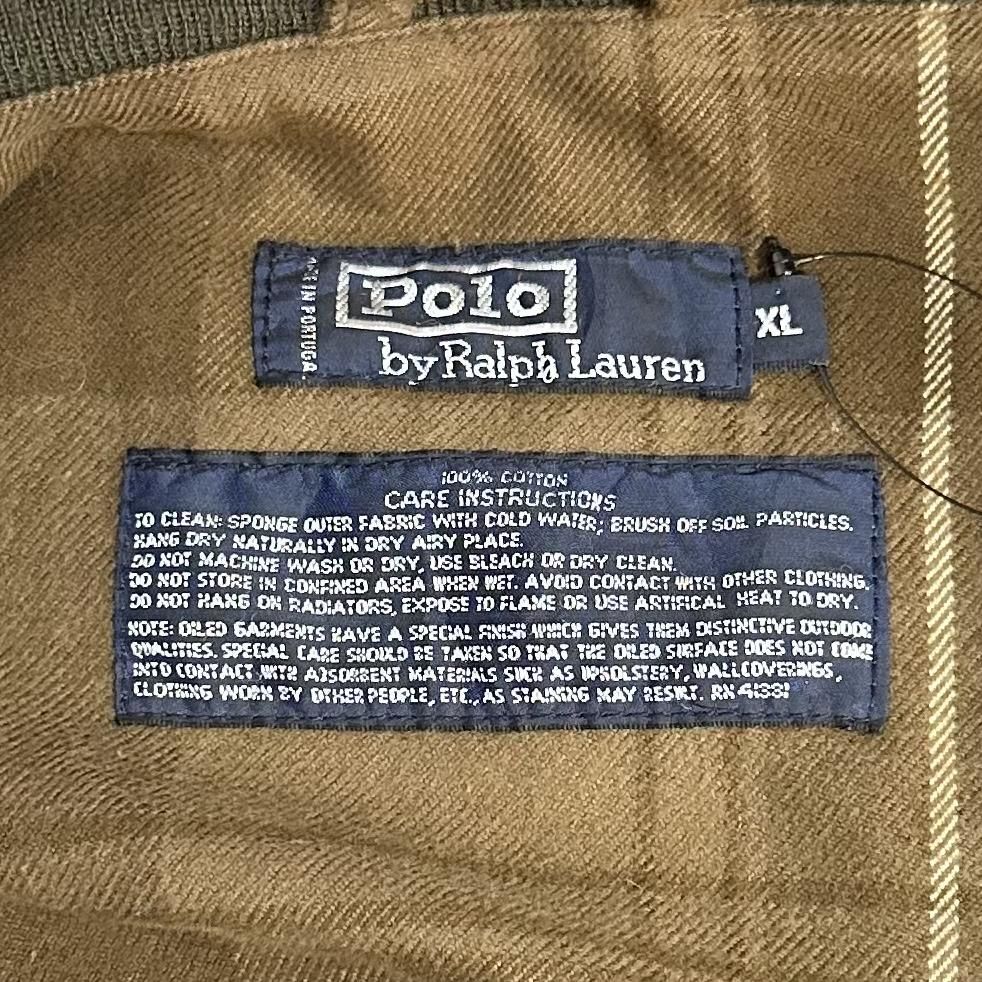 MADE IN PORTUGAL
Polo
by Ralph Lauren
XL
100% COTTON
CARE INSTRUCTIONS
TO CLEAN: SPONGE OUTER FABRIC WITH COLD WATER; BRUSH OFF SOIL PARTICLES.
HANG DRY NATURALLY IN DRY AIRY PLACE.
DO NOT MACHINE WASH OR DRY, USE BLEACH OR DRY CLEAN.
DO NOT STORE IN CONFINED AREA WHEN WET. AVOID CONTACT WITH OTHER CLOTHING.
DO NOT HANG ON RADIATORS, EXPOSE TO FLAME OR USE ARTIFICAL HEAT TO DRY.
NOTE: OILED GARMENTS HAVE A SPECIAL FINISH WHICH GIVES THEM DISTINCTIVE OUTDOOR
QUALITIES. SPECIAL CARE SHOULD BE TAKEN SO THAT THE OILED SURFACE DOES NOT COME
INTO CONTACT WITH ABSORBENT MATERIALS SUCH AS UPHOLSTERY, WALLCOVERINGS,
CLOTHING WORN BY OTHER PEOPLE, ETC., AS STAINING MAY RESULT. RN 41381